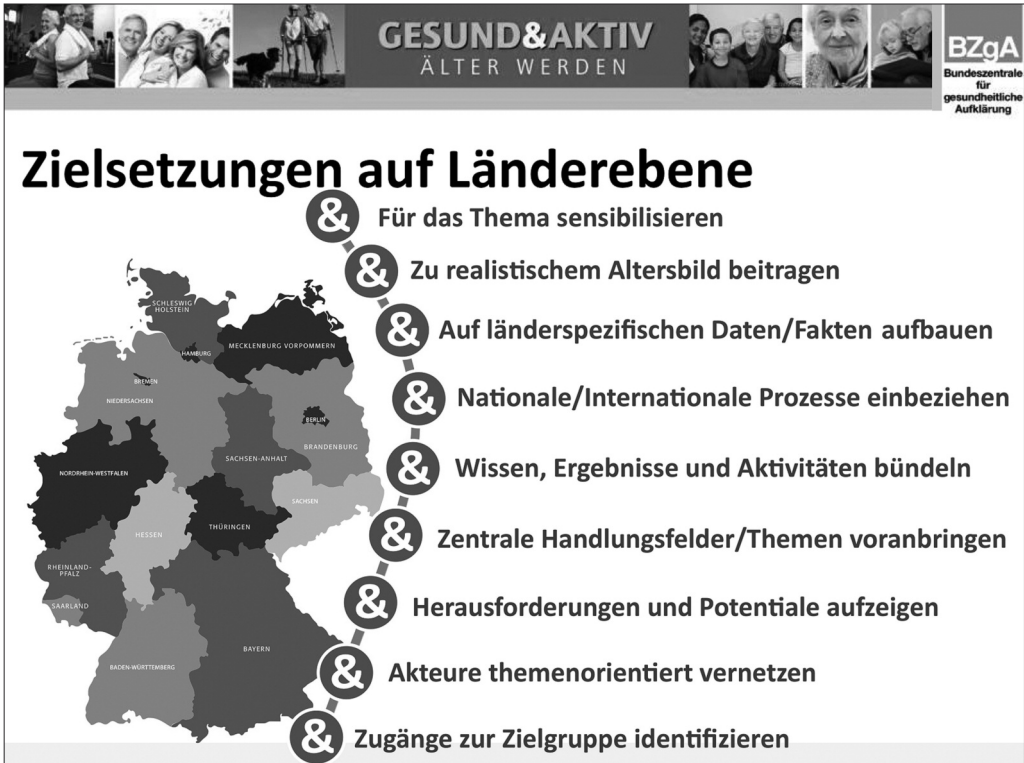 GESUND&AKTIV
ÄLTER WERDEN
BZgA
Bundeszentrale
für
gesundheitliche
Aufklärung
Zielsetzungen auf Länderebene
& Für das Thema sensibilisieren
& Zu realistischem Altersbild beitragen
& Auf länderspezifischen Daten/Fakten aufbauen
& Nationale/Internationale Prozesse einbeziehen
& Wissen, Ergebnisse und Aktivitäten bündeln
& Zentrale Handlungsfelder/Themen voranbringen
& Herausforderungen und Potentiale aufzeigen
& Akteure themenorientiert vernetzen
& Zugänge zur Zielgruppe identifizieren
SCHLESWIG
HOLSTEIN
MECKLENBURG VORPOMMERN
HAMBURG
BREMEN
NIEDERSACHSEN
BERLIN
BRANDENBURG
SACHSEN-ANHALT
NORDRHEIN-WESTFALEN
SACHSEN
THÜRINGEN
HESSEN
RHEINLAND-
PFALZ
SAARLAND
BAYERN
BADEN-WÜRTTEMBERG